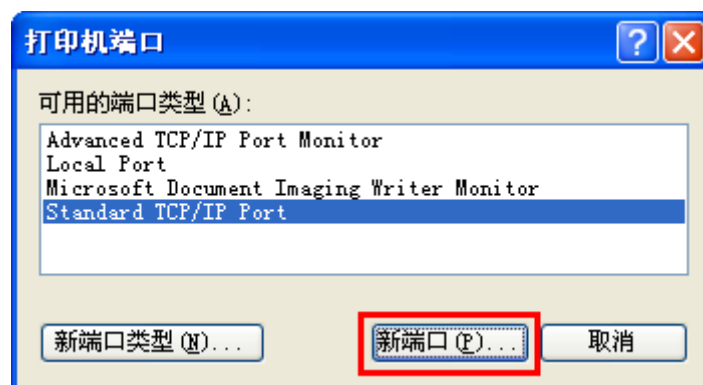 打印机端口
可用的端口类型(A):
Advanced TCP/IP Port Monitor
Local Port
Microsoft Document Imaging Writer Monitor
Standard TCP/IP Port
新端口类型(N)... 新端口(P)... 取消